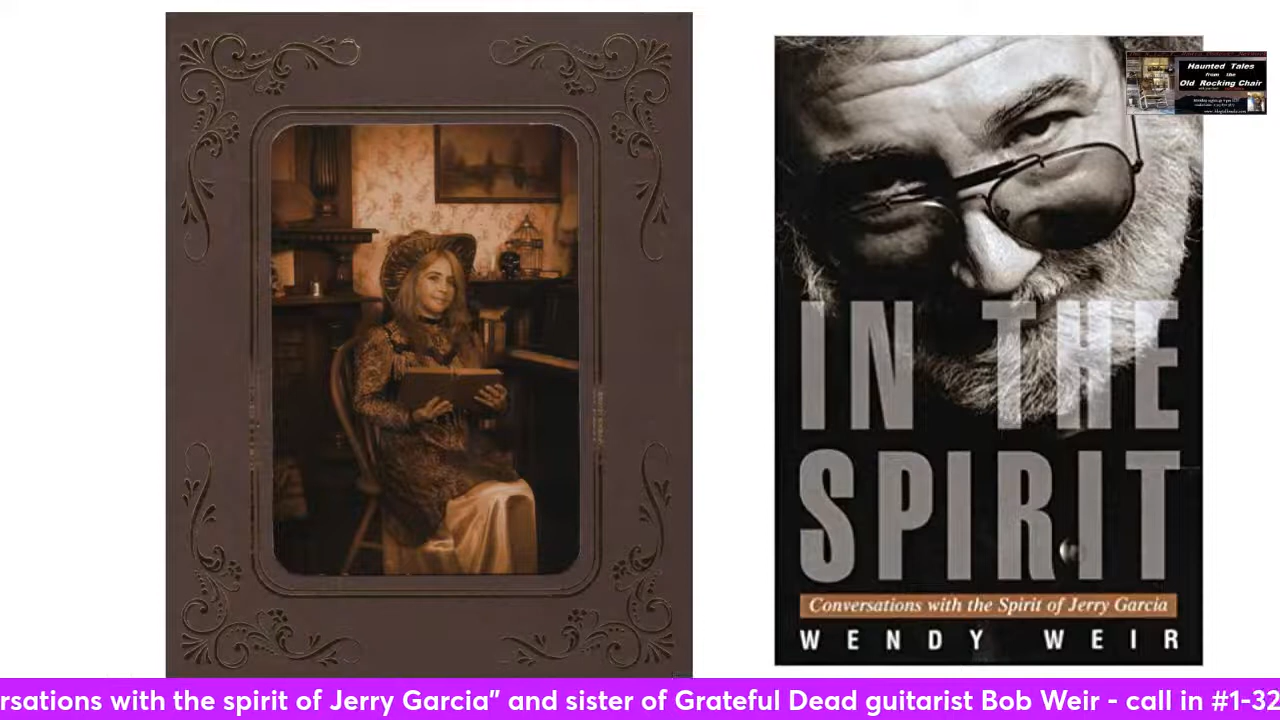 Haunted Tales
from the
Old Rocking Chair
IN THE
SPIRIT
Conversations with the Spirit of Jerry Garcia
WENDY WEIR
rsations with the spirit of Jerry Garcia” and sister of Grateful Dead guitarist Bob Weir - call in #1-32